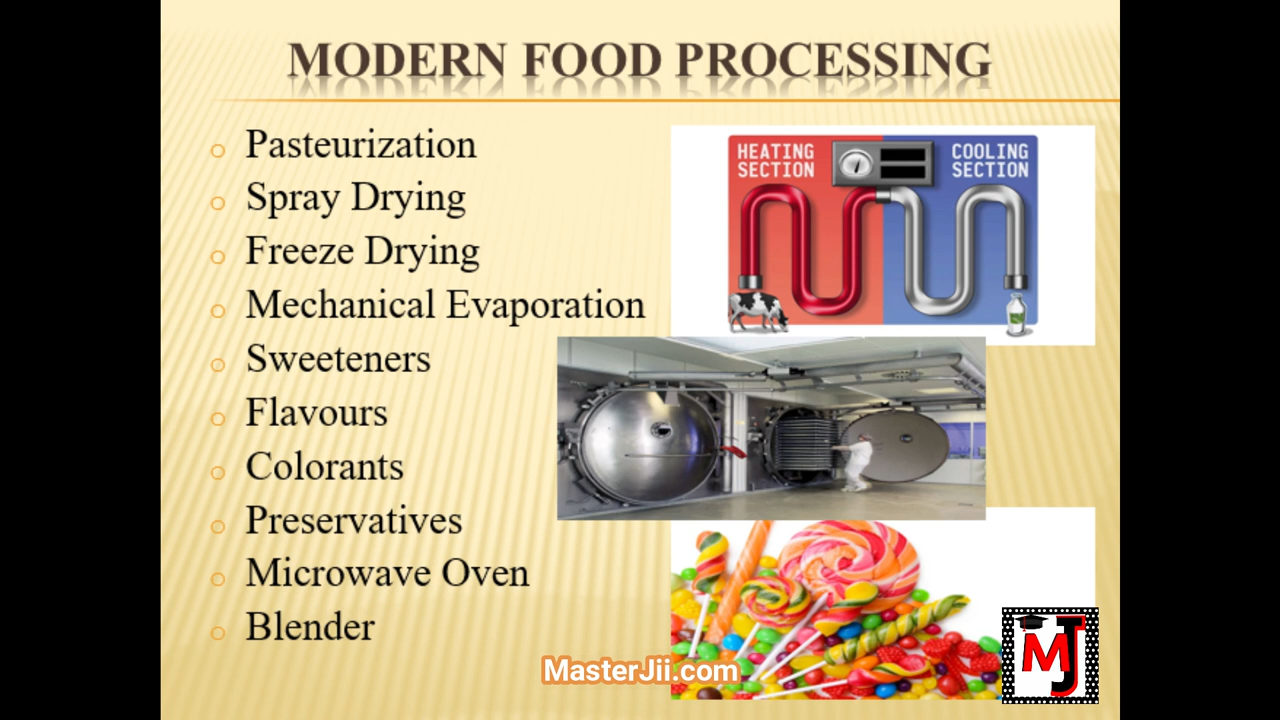 MODERN FOOD PROCESSING
Pasteurization
Spray Drying
Freeze Drying
Mechanical Evaporation
Sweeteners
Flavours
Colorants
Preservatives
Microwave Oven
Blender
HEATING
SECTION
COOLING
SECTION
MasterJii.com
MJ